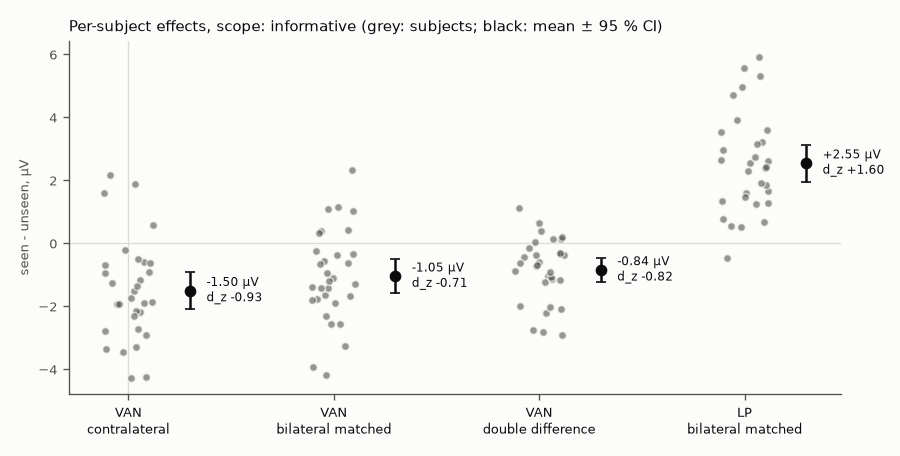 Per-subject effects, scope: informative (grey: subjects; black: mean ± 95 % CI)
seen - unseen, µV
6
4
2
0
−2
−4
-1.50 µV
d_z -0.93
-1.05 µV
d_z -0.71
-0.84 µV
d_z -0.82
+2.55 µV
d_z +1.60
VAN
contralateral
VAN
bilateral matched
VAN
double difference
LP
bilateral matched